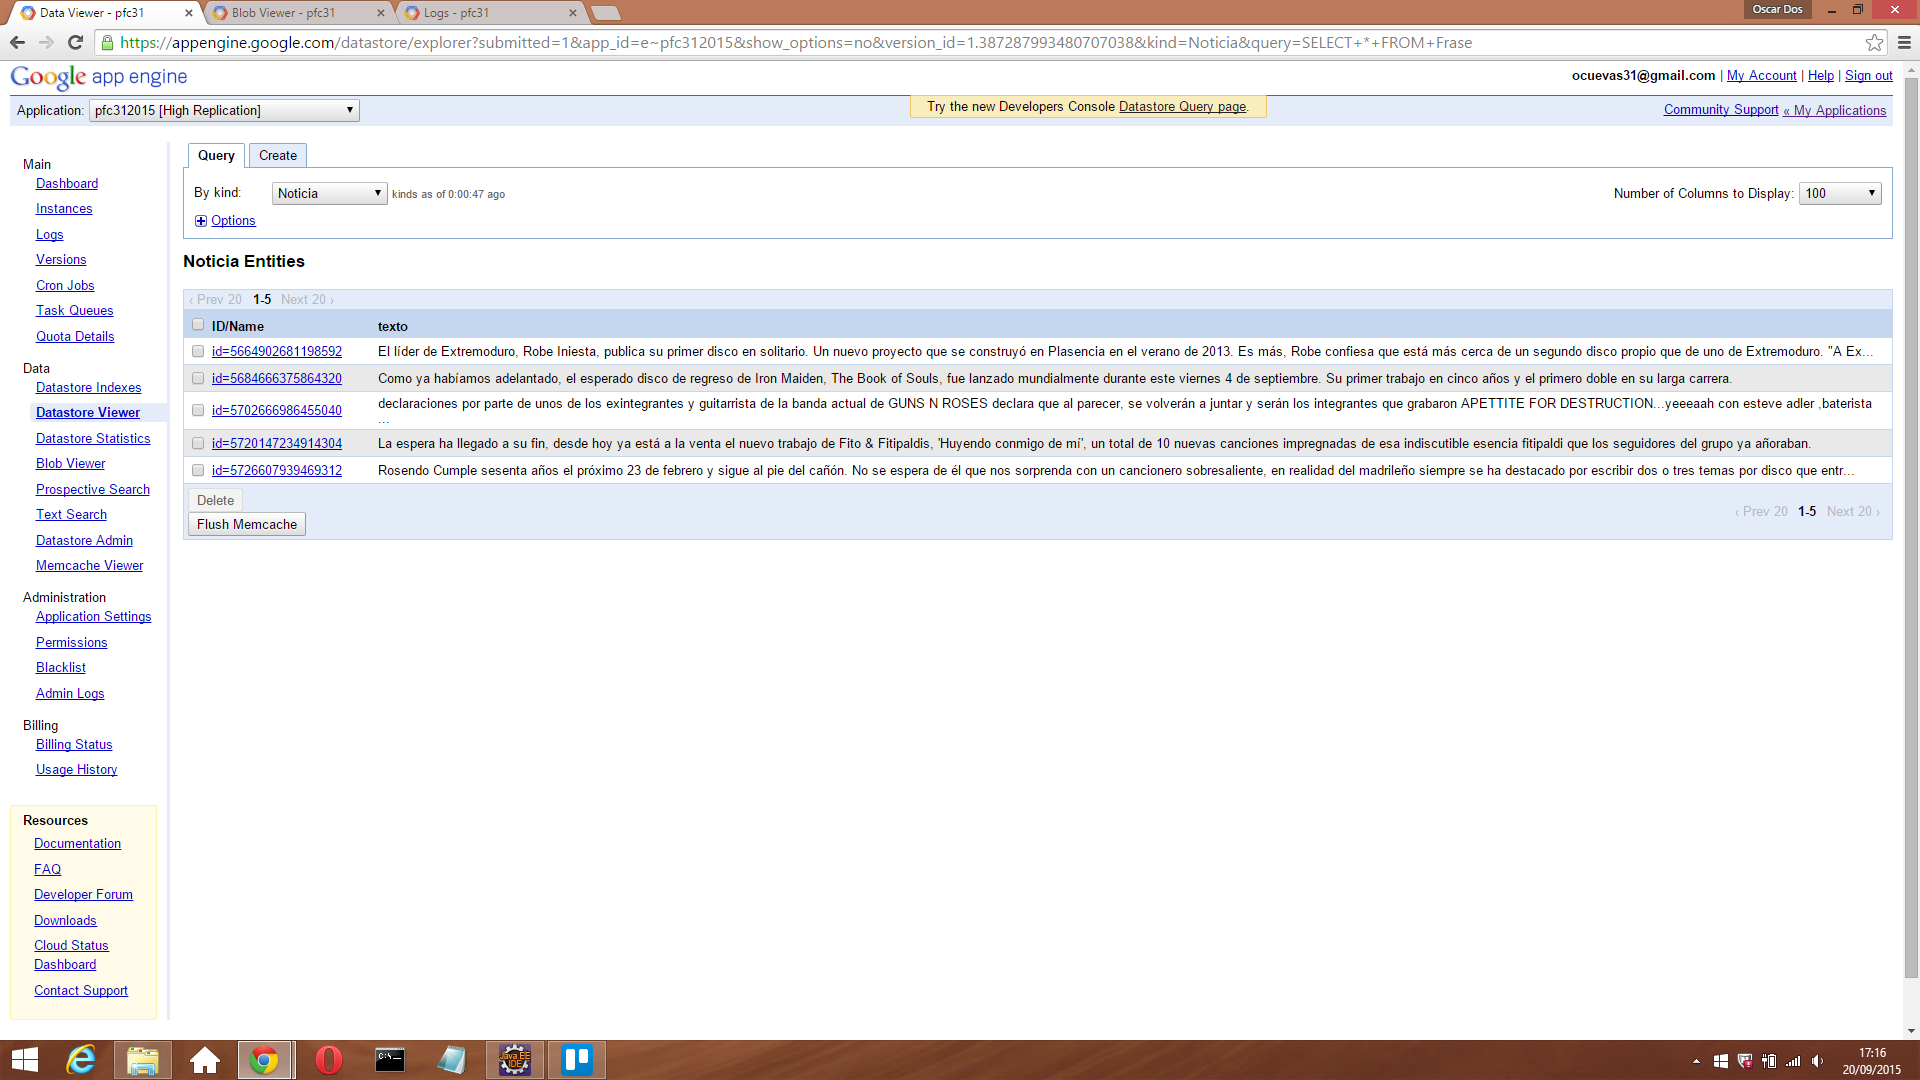 Data Viewer - pfc31
Blob Viewer - pfc31
Logs - pfc31
Oscar Dos
https://appengine.google.com/datastore/explorer?submitted=1&app_id=e~pfc312015&show_options=no&version_id=1.387287993480707038&kind=Noticia&query=SELECT+*+FROM+Frase
Google app engine
ocuevas31@gmail.com | My Account | Help | Sign out
Application: pfc312015 [High Replication]
Try the new Developers Console Datastore Query page.
Community Support « My Applications
Main
Dashboard
Instances
Logs
Versions
Cron Jobs
Task Queues
Quota Details
Data
Datastore Indexes
Datastore Viewer
Datastore Statistics
Blob Viewer
Prospective Search
Text Search
Datastore Admin
Memcache Viewer
Administration
Application Settings
Permissions
Blacklist
Admin Logs
Billing
Billing Status
Usage History
Resources
Documentation
FAQ
Developer Forum
Downloads
Cloud Status
Dashboard
Contact Support
Query Create
By kind: Noticia kinds as of 0:00:47 ago
Number of Columns to Display: 100
Options
Noticia Entities
‹ Prev 20 1-5 Next 20 ›
ID/Name texto
id=5664902681198592 El líder de Extremoduro, Robe Iniesta, publica su primer disco en solitario. Un nuevo proyecto que se construyó en Plasencia en el verano de 2013. Es más, Robe confiesa que está más cerca de un segundo disco propio que de uno de Extremoduro. "A Ex...
id=5684666375864320 Como ya habíamos adelantado, el esperado disco de regreso de Iron Maiden, The Book of Souls, fue lanzado mundialmente durante este viernes 4 de septiembre. Su primer trabajo en cinco años y el primero doble en su larga carrera.
id=5702666986455040 declaraciones por parte de unos de los exintegrantes y guitarrista de la banda actual de GUNS N ROSES declara que al parecer, se volverán a juntar y serán los integrantes que grabaron APETTITE FOR DESTRUCTION...yeeeaah con esteve adler ,baterista
...
id=5720147234914304 La espera ha llegado a su fin, desde hoy ya está a la venta el nuevo trabajo de Fito & Fitipaldis, 'Huyendo conmigo de mí', un total de 10 nuevas canciones impregnadas de esa indiscutible esencia fitipaldi que los seguidores del grupo ya añoraban.
id=5726607939469312 Rosendo Cumple sesenta años el próximo 23 de febrero y sigue al pie del cañón. No se espera de él que nos sorprenda con un cancionero sobresaliente, en realidad del madrileño siempre se ha destacado por escribir dos o tres temas por disco que entr...
Delete
Flush Memcache
‹ Prev 20 1-5 Next 20 ›
C:\_
Java EE
IDE
17:16
20/09/2015